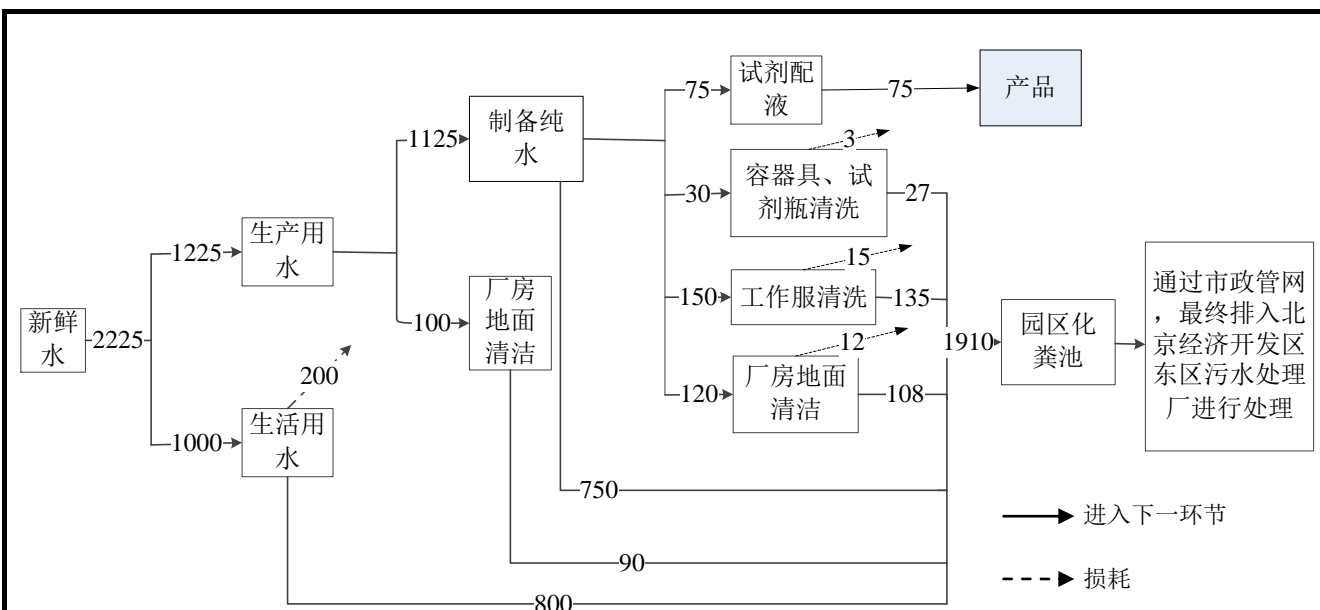 新鲜
水
2225
1225
1000
生产用
水
200
生活用
水
1125
100
制备纯
水
厂房
地面
清洁
75
30
150
120
试剂配
液
75
产品
3
容器具、试
剂瓶清洗
27
15
工作服清洗
135
12
厂房地面
清洁
108
750
90
800
1910
园区化
粪池
通过市政管网
，最终排入北
京经济开发区
东区污水处理
厂进行处理
进入下一环节
损耗